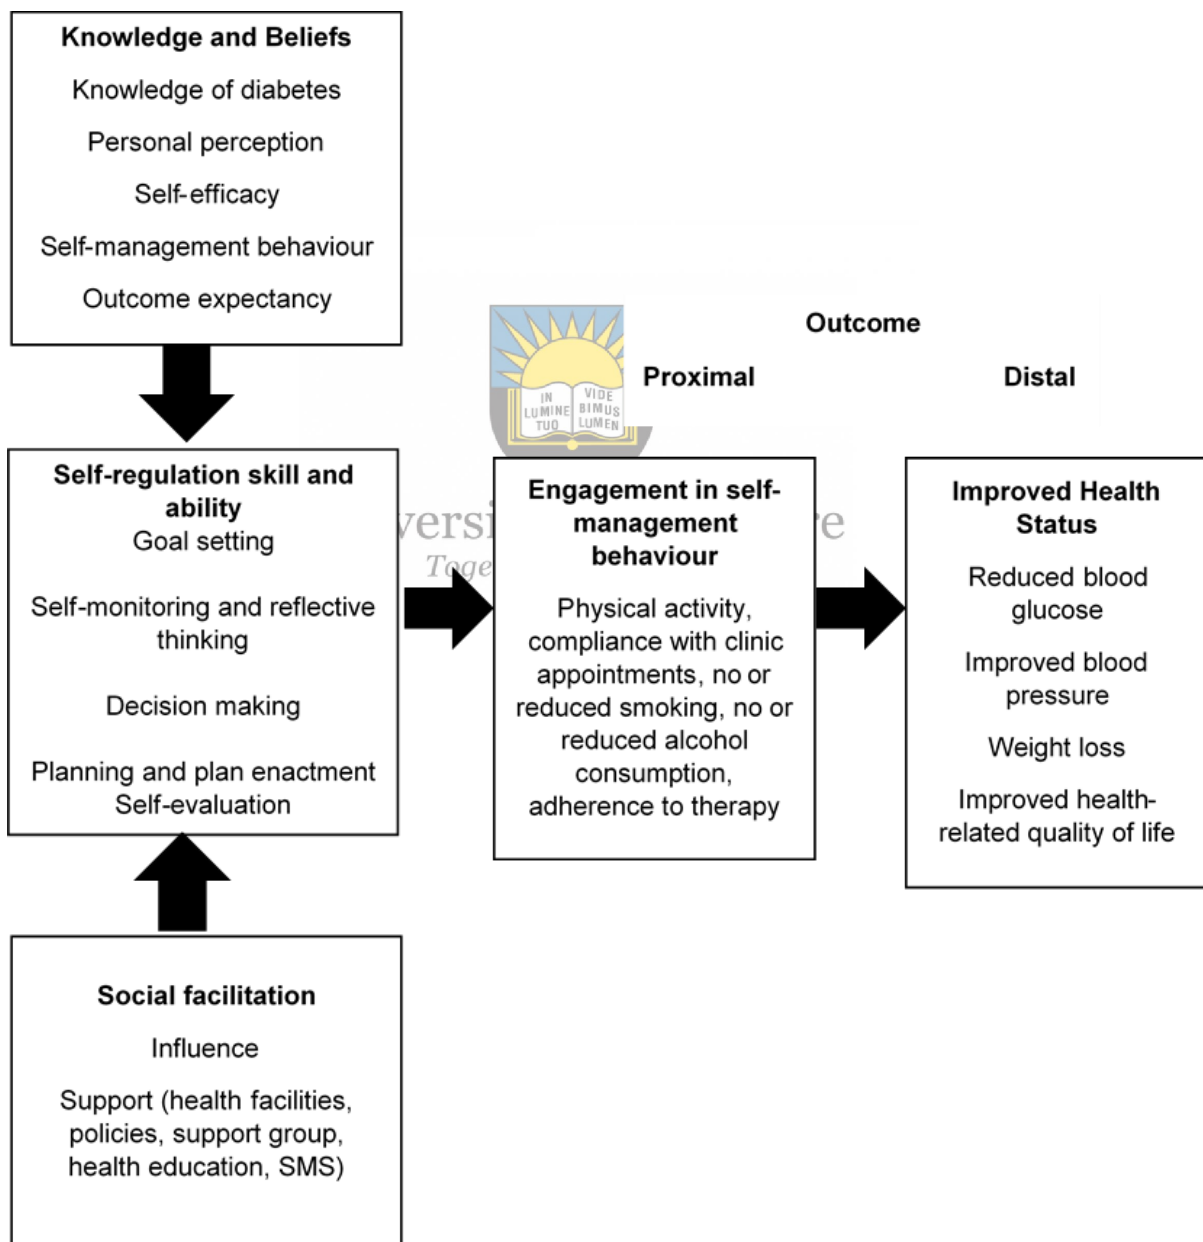 Knowledge and Beliefs
Knowledge of diabetes
Personal perception
Self-efficacy
Self-management behaviour
Outcome expectancy
Self-regulation skill and
ability
Goal setting
Self-monitoring and reflective
thinking
Decision making
Planning and plan enactment
Self-evaluation
Social facilitation
Influence
Support (health facilities,
policies, support group,
health education, SMS)
Outcome
Proximal
Distal
IN
LUMINE
TUO
VIDE
BIMUS
LUMEN
versi
re
Toge
Engagement in self-
management
behaviour
Physical activity,
compliance with clinic
appointments, no or
reduced smoking, no or
reduced alcohol
consumption,
adherence to therapy
Improved Health
Status
Reduced blood
glucose
Improved blood
pressure
Weight loss
Improved health-
related quality of life